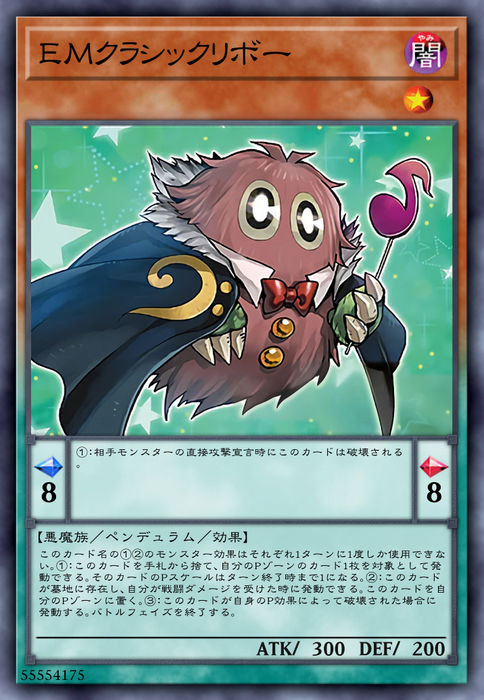 EMクラシックリボー
やみ
闇
①:相手モンスターの直接攻撃宣言時にこのカードは破壊される
。
8
8
【悪魔族/ペンデュラム/効果】
このカード名の①②のモンスター効果はそれぞれ1ターンに1度しか使用できな
い。①:このカードを手札から捨て、自分のPゾーンのカード1枚を対象として発
動できる。そのカードのPスケールはターン終了時まで1になる。②:このカード
が墓地に存在し、自分が戦闘ダメージを受けた時に発動できる。このカードを自
分のPゾーンに置く。③:このカードが自身のP効果によって破壊された場合に
発動する。バトルフェイズを終了する。
ATK/ 300 DEF/ 200
55554175